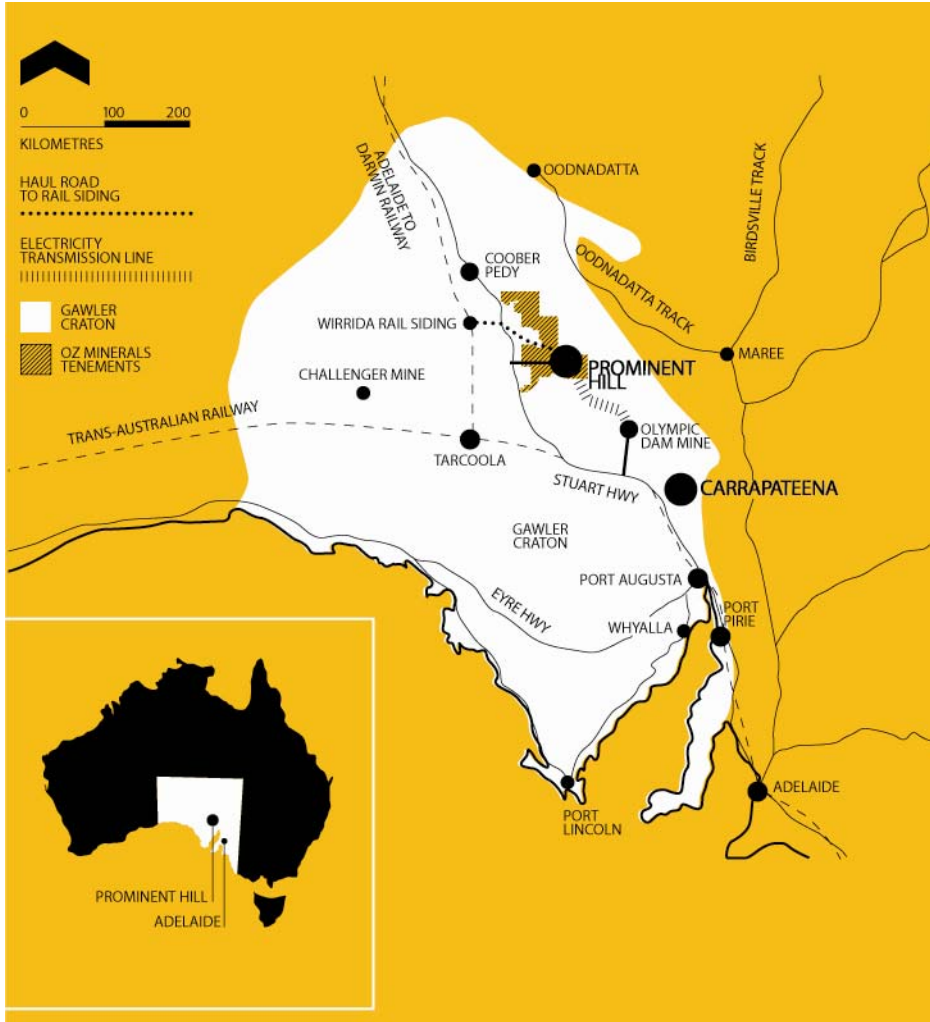 0 100 200
KILOMETRES
HAUL ROAD
TO RAIL SIDING
ELECTRICITY
TRANSMISSION LINE
GAWLER
CRATON
OZ MINERALS
TENEMENTS
ADELAIDE TO
DARWIN RAILWAY
OODNADATTA
BIRDSVILLE TRACK
OODNADATTA TRACK
COOBER
PEDY
WIRRIDA RAIL SIDING
MAREE
PROMINENT
HILL
CHALLENGER MINE
TRANS-AUSTRALIAN RAILWAY
OLYMPIC
DAM MINE
TARCOOLA
STUART HWY
CARRAPATEENA
GAWLER
CRATON
PORT AUGUSTA
EYRE HWY
PORT
PIRIE
WHYALLA
ADELAIDE
PORT
LINCOLN
PROMINENT HILL
ADELAIDE